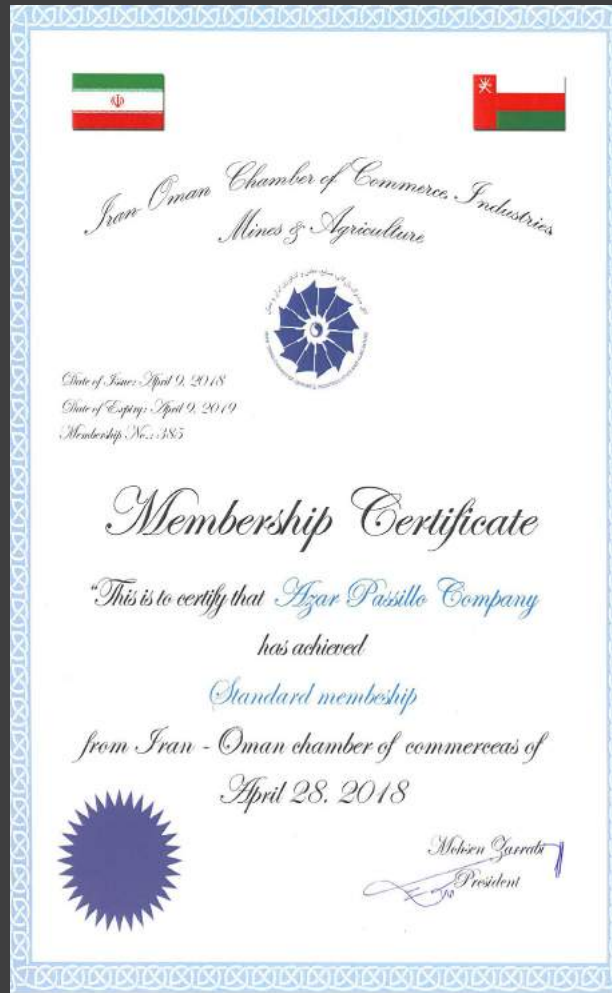 Iran-Oman Chamber of Commerce, Industries
Mines & Agriculture
Date of Issue: April 9, 2018
Date of Expiry: April 9, 2019
Membership No.: 385
Membership Certificate
"This is to certify that Azar Passillo Company
has achieved
Standard membeship
from Iran - Oman chamber of commerceas of
April 28, 2018
Mohsen Zarrabi
President